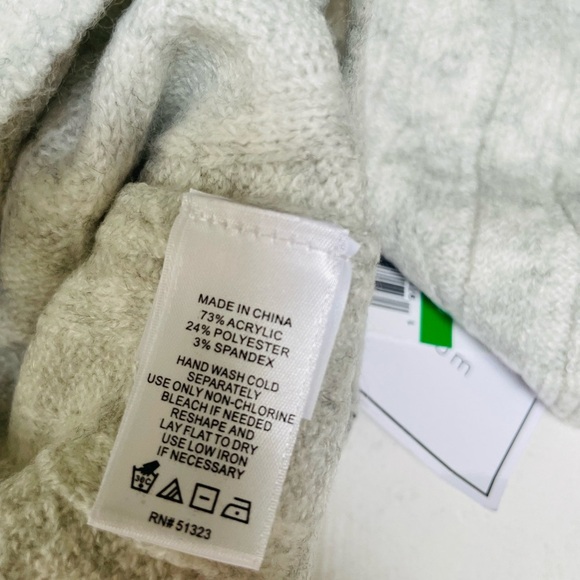 MADE IN CHINA
73% ACRYLIC
24% POLYESTER
3% SPANDEX
HAND WASH COLD
SEPARATELY
USE ONLY NON-CHLORINE
BLEACH IF NEEDED
RESHAPE AND
LAY FLAT TO DRY
USE LOW IRON
IF NECESSARY
RN# 51323